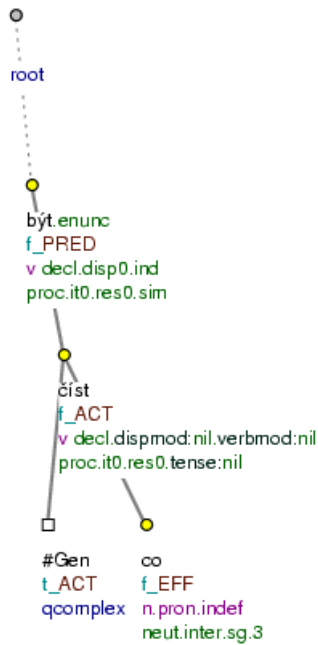 root
být.enunc
f_PRED
v decl.disp0.ind
proc.it0.res0.sim
číst
f_ACT
v decl.dispmod:nil.verbmod:nil
proc.it0.res0.tense:nil
#Gen co
t_ACT f_EFF
qcomplex n.pron.indef
neut.inter.sg.3